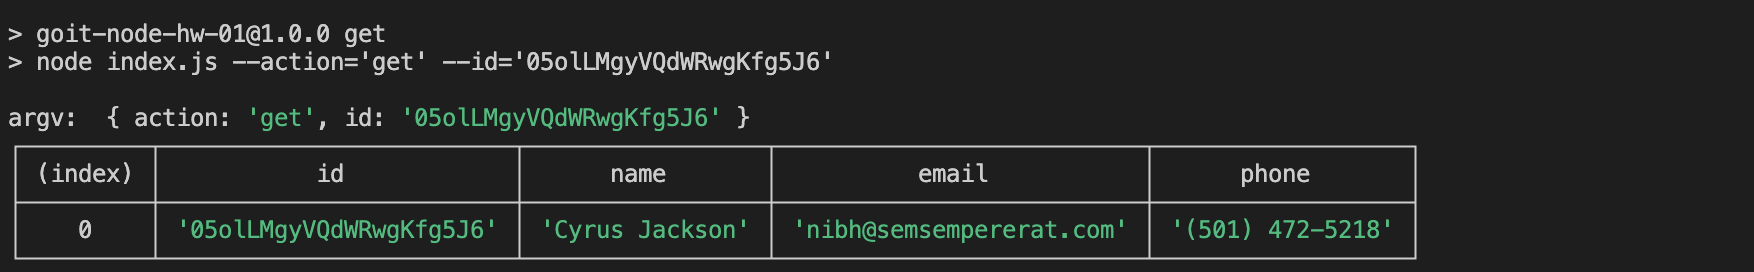 > goit-node-hw-01@1.0.0 get
> node index.js --action='get' --id='05olLMgyVQdWRwgKfg5J6'
argv:  { action: 'get', id: '05olLMgyVQdWRwgKfg5J6' }
(index) id name email phone
0 '05olLMgyVQdWRwgKfg5J6' 'Cyrus Jackson' 'nibh@semsempererat.com' '(501) 472-5218'